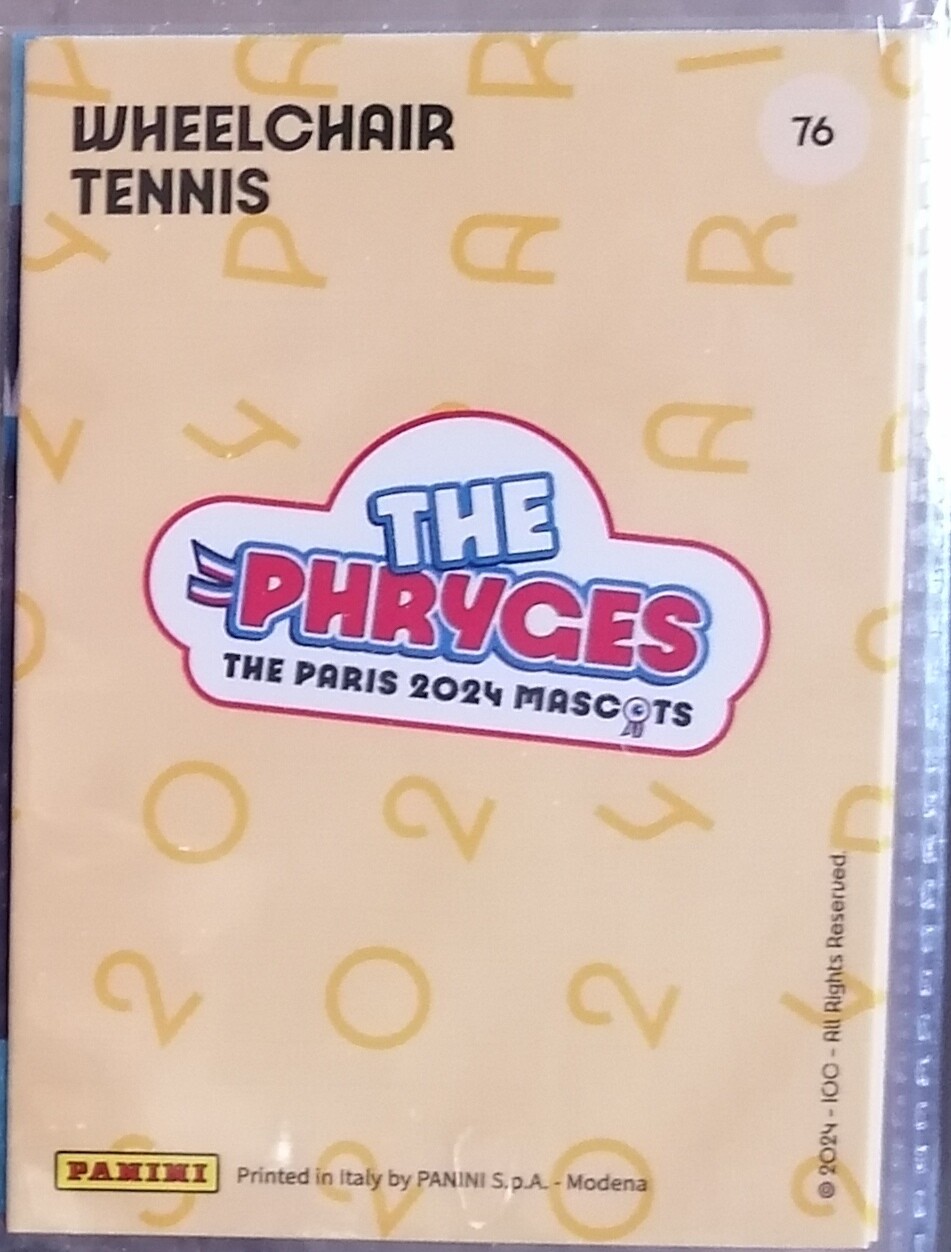 WHEELCHAIR
TENNIS
76
THE
PHRYGES
THE PARIS 2024 MASCOTS
© 2024 - IOC - All Rights Reserved.
PANINI
Printed in Italy by PANINI S.p.A. - Modena